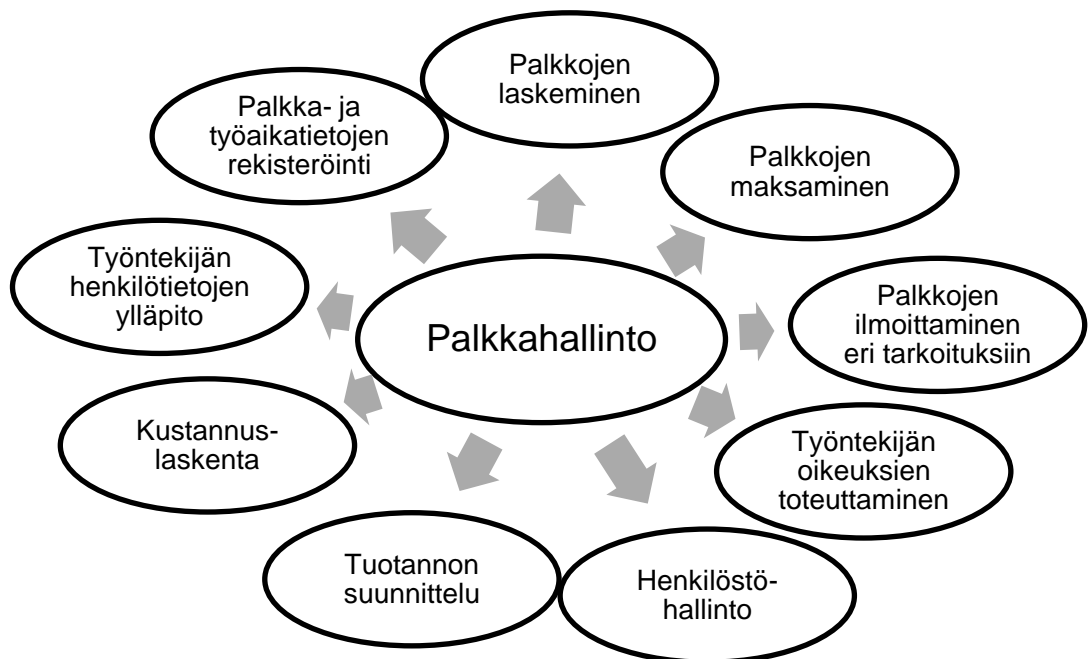 Palkkojen
laskeminen
Palkka- ja
työaikatietojen
rekisteröinti
Palkkojen
maksaminen
Työntekijän
henkilötietojen
ylläpito
Palkkahallinto
Palkkojen
ilmoittaminen
eri tarkoituksiin
Kustannus-
laskenta
Työntekijän
oikeuksien
toteuttaminen
Tuotannon
suunnittelu
Henkilöstö-
hallinto